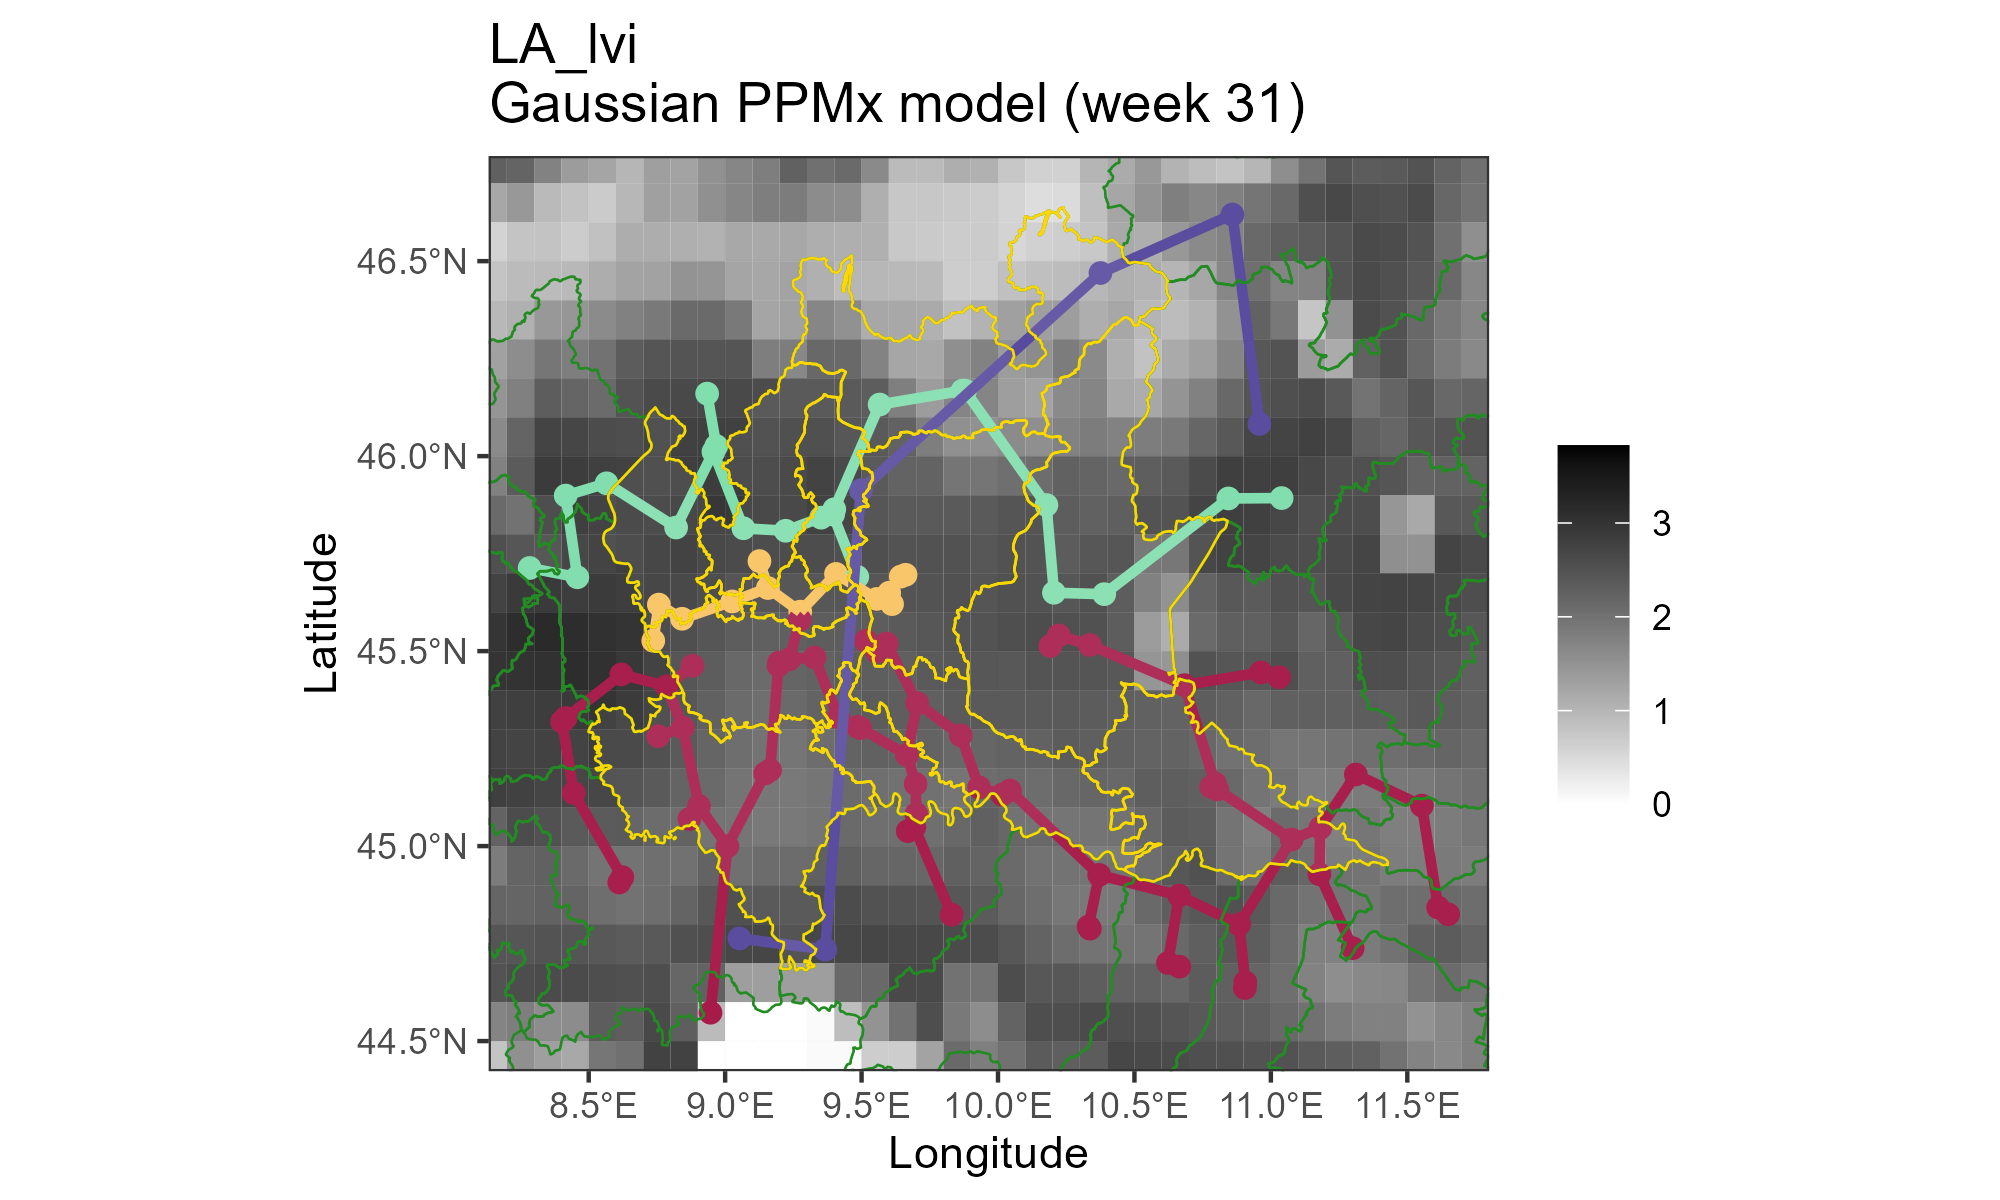 LA_lvi
Gaussian PPMx model (week 31)
46.5°N
46.0°N
45.5°N
45.0°N
44.5°N
Latitude
8.5°E 9.0°E 9.5°E 10.0°E 10.5°E 11.0°E 11.5°E
Longitude
3
2
1
0